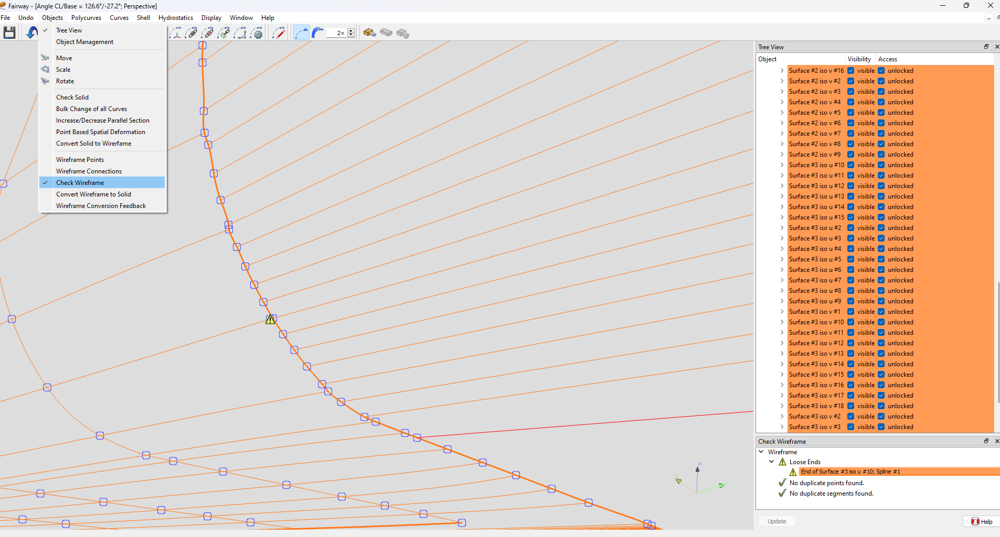 Fairway - [Angle CL/Base = 126.6°/-27.2°; Perspective]
File Undo Objects Polycurves Curves Shell Hydrostatics Display Window Help
2×
Tree View
Object Management
Move
Scale
Rotate
Check Solid
Bulk Change of all Curves
Increase/Decrease Parallel Section
Point Based Spatial Deformation
Convert Solid to Wirerfame
Wireframe Points
Wireframe Connections
Check Wireframe
Convert Wireframe to Solid
Wireframe Conversion Feedback
H
Tree View
Object Visibility Access
Surface #2 iso v #16 visible unlocked
Surface #2 iso v #2 visible unlocked
Surface #2 iso v #3 visible unlocked
Surface #2 iso v #4 visible unlocked
Surface #2 iso v #5 visible unlocked
Surface #2 iso v #6 visible unlocked
Surface #2 iso v #7 visible unlocked
Surface #2 iso v #8 visible unlocked
Surface #2 iso v #9 visible unlocked
Surface #3 iso u #10 visible unlocked
Surface #3 iso u #11 visible unlocked
Surface #3 iso u #12 visible unlocked
Surface #3 iso u #13 visible unlocked
Surface #3 iso u #14 visible unlocked
Surface #3 iso u #15 visible unlocked
Surface #3 iso u #2 visible unlocked
Surface #3 iso u #3 visible unlocked
Surface #3 iso u #4 visible unlocked
Surface #3 iso u #5 visible unlocked
Surface #3 iso u #6 visible unlocked
Surface #3 iso u #7 visible unlocked
Surface #3 iso u #8 visible unlocked
Surface #3 iso u #9 visible unlocked
Surface #3 iso v #1 visible unlocked
Surface #3 iso v #10 visible unlocked
Surface #3 iso v #11 visible unlocked
Surface #3 iso v #12 visible unlocked
Surface #3 iso v #13 visible unlocked
Surface #3 iso v #14 visible unlocked
Surface #3 iso v #15 visible unlocked
Surface #3 iso v #16 visible unlocked
Surface #3 iso v #17 visible unlocked
Surface #3 iso v #18 visible unlocked
Surface #3 iso v #2 visible unlocked
Surface #3 iso v #3 visible unlocked
Check Wireframe
Wireframe
Loose Ends
End of Surface #3 iso u #10; Spline #1
No duplicate points found.
No duplicate segments found.
Update Help